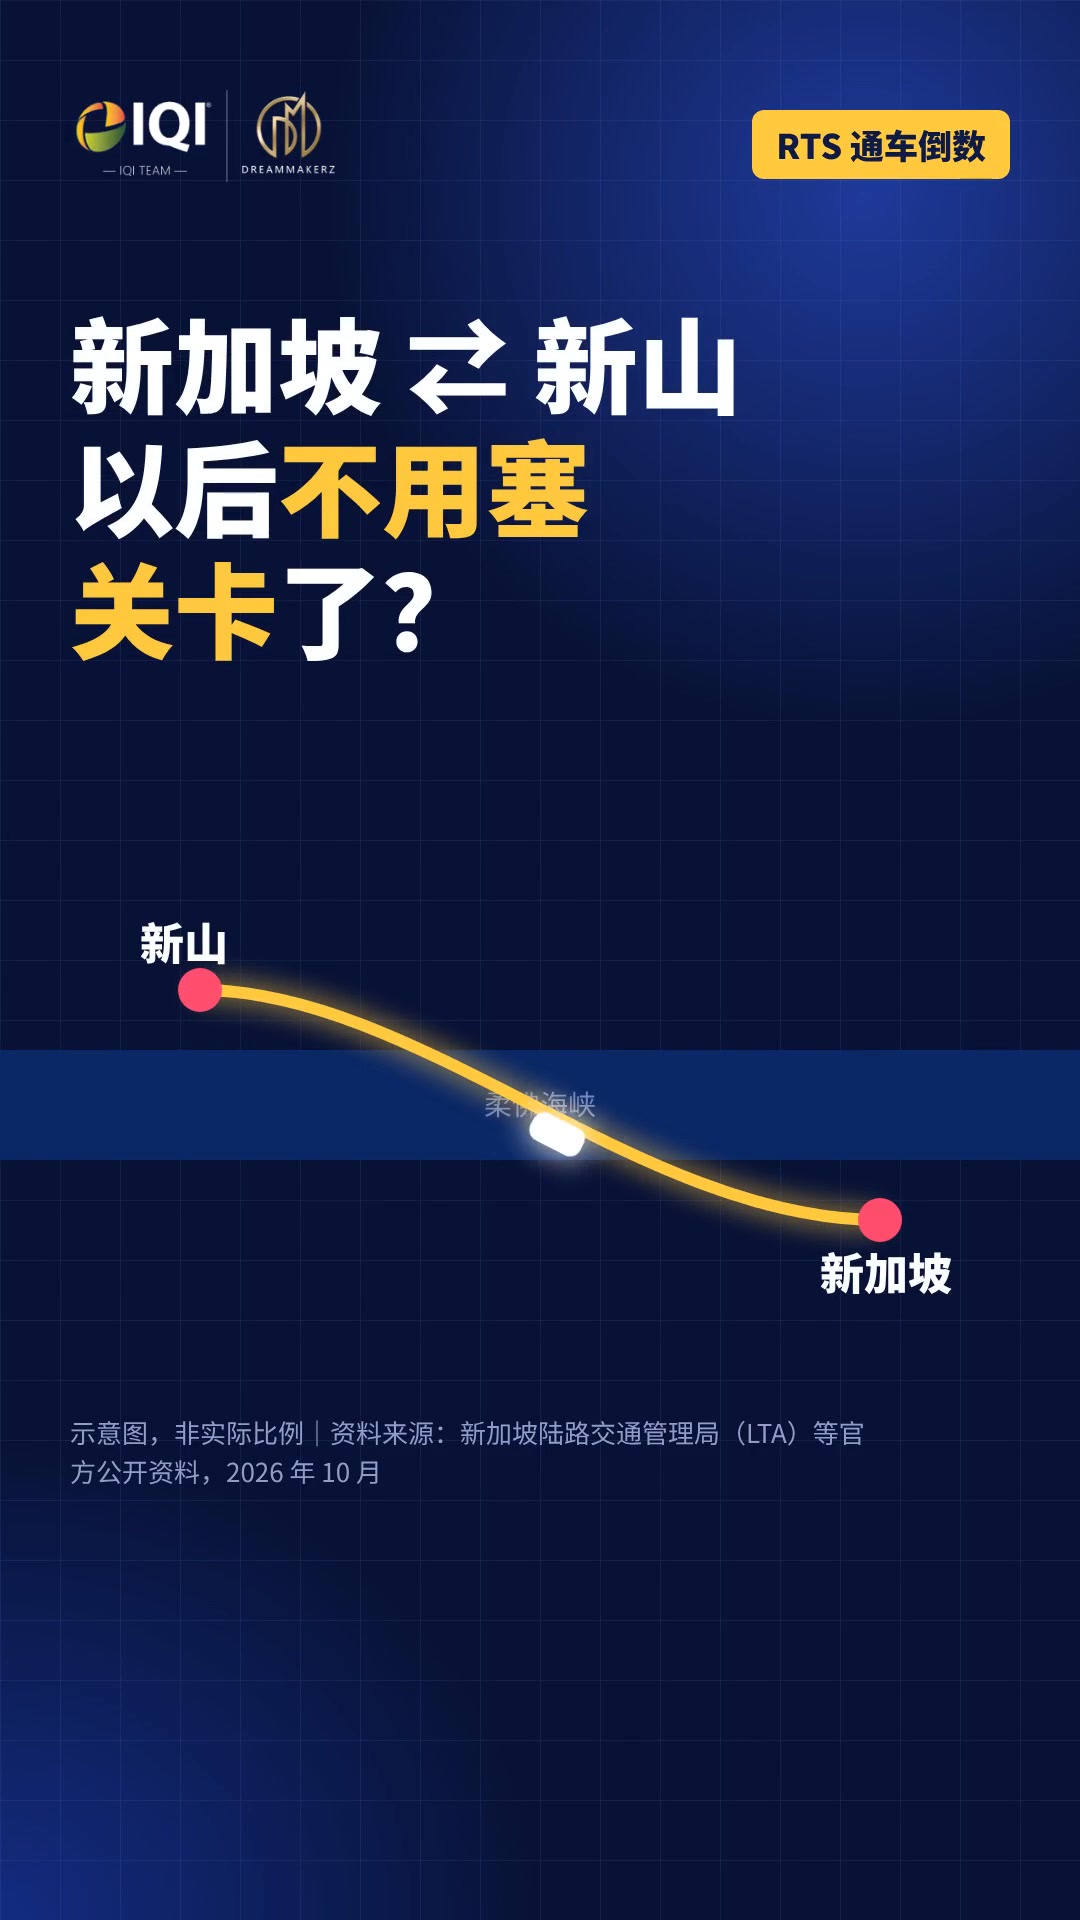 IQI
— IQI TEAM —
DREAMMAKERZ
RTS 通车倒数
新加坡 ⇄ 新山
以后不用塞
关卡了？
新山
柔佛海峡
新加坡
示意图，非实际比例｜资料来源：新加坡陆路交通管理局（LTA）等官
方公开资料，2026 年 10 月